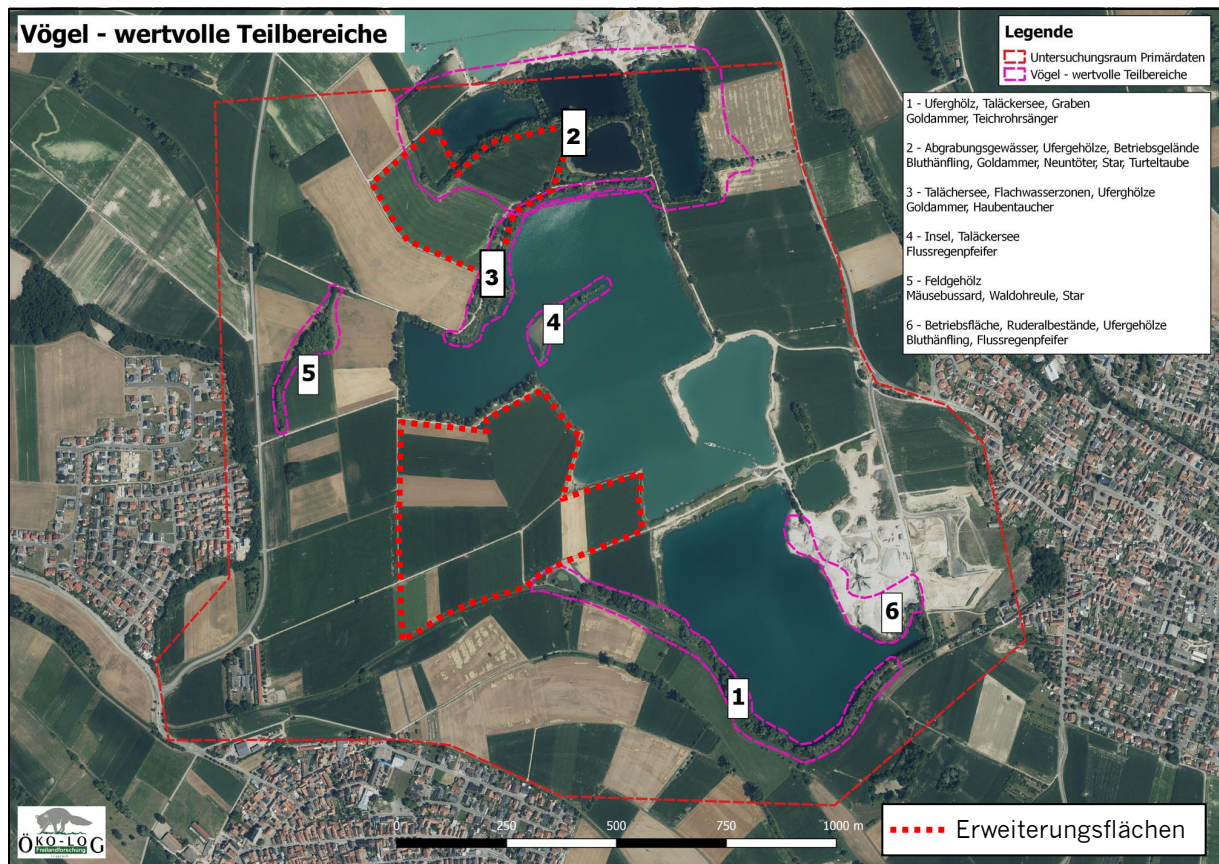 Vögel - wertvolle Teilbereiche
Legende
Untersuchungsraum Primärdaten
Vögel - wertvolle Teilbereiche
1 - Uferghölz, Taläckersee, Graben
Goldammer, Teichrohrsänger
2 - Abgrabungsgewässer, Ufergehölze, Betriebsgelände
Bluthänfling, Goldammer, Neuntöter, Star, Turteltaube
3 - Talächersee, Flachwasserzonen, Uferghölze
Goldammer, Haubentaucher
4 - Insel, Taläckersee
Flussregenpfeifer
5 - Feldgehölz
Mäusebussard, Waldohreule, Star
6 - Betriebsfläche, Ruderalbestände, Ufergehölze
Bluthänfling, Flussregenpfeifer
2
3
4
5
6
1
ÖKO-LOG
Freilandforschung
0 250 500 750 1000 m
Erweiterungsflächen